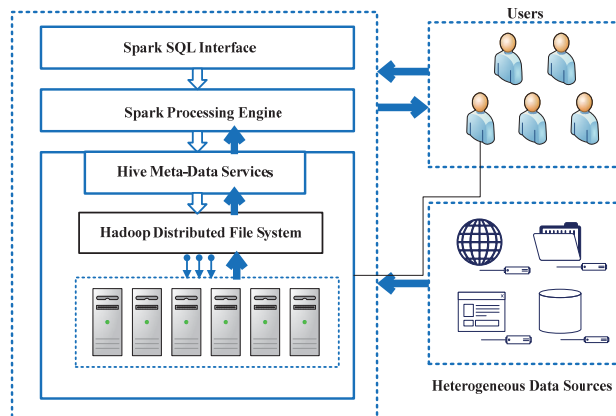 Users
Spark SQL Interface
Spark Processing Engine
Hive Meta-Data Services
Hadoop Distributed File System
Heterogeneous Data Sources